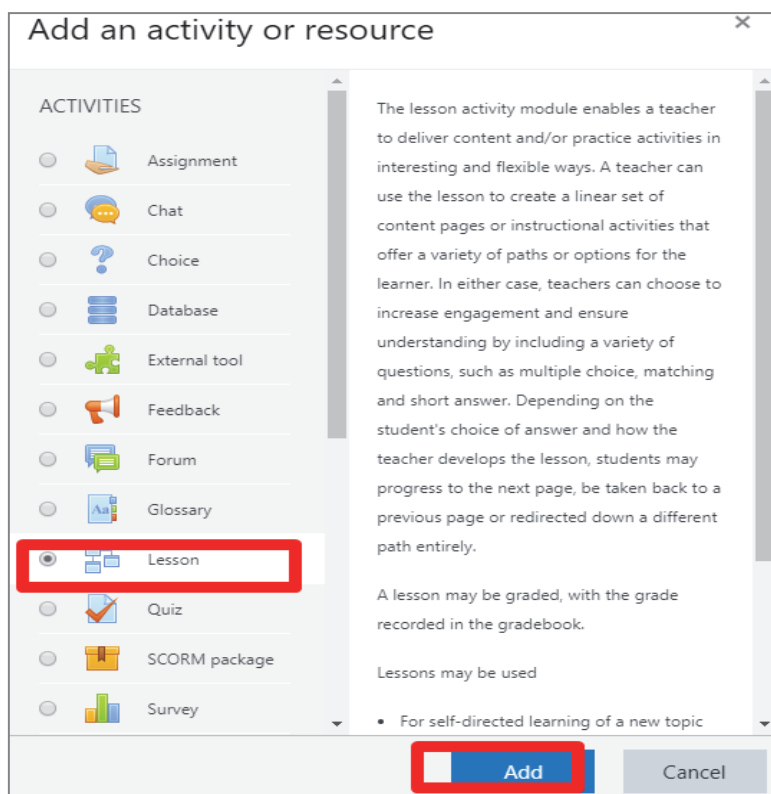 Add an activity or resource
×
ACTIVITIES
Assignment
Chat
Choice
Database
External tool
Feedback
Forum
Aa
Glossary
Lesson
Quiz
SCORM package
Survey
The lesson activity module enables a teacher
to deliver content and/or practice activities in
interesting and flexible ways. A teacher can
use the lesson to create a linear set of
content pages or instructional activities that
offer a variety of paths or options for the
learner. In either case, teachers can choose to
increase engagement and ensure
understanding by including a variety of
questions, such as multiple choice, matching
and short answer. Depending on the
student's choice of answer and how the
teacher develops the lesson, students may
progress to the next page, be taken back to a
previous page or redirected down a different
path entirely.
A lesson may be graded, with the grade
recorded in the gradebook.
Lessons may be used
• For self-directed learning of a new topic
Add
Cancel